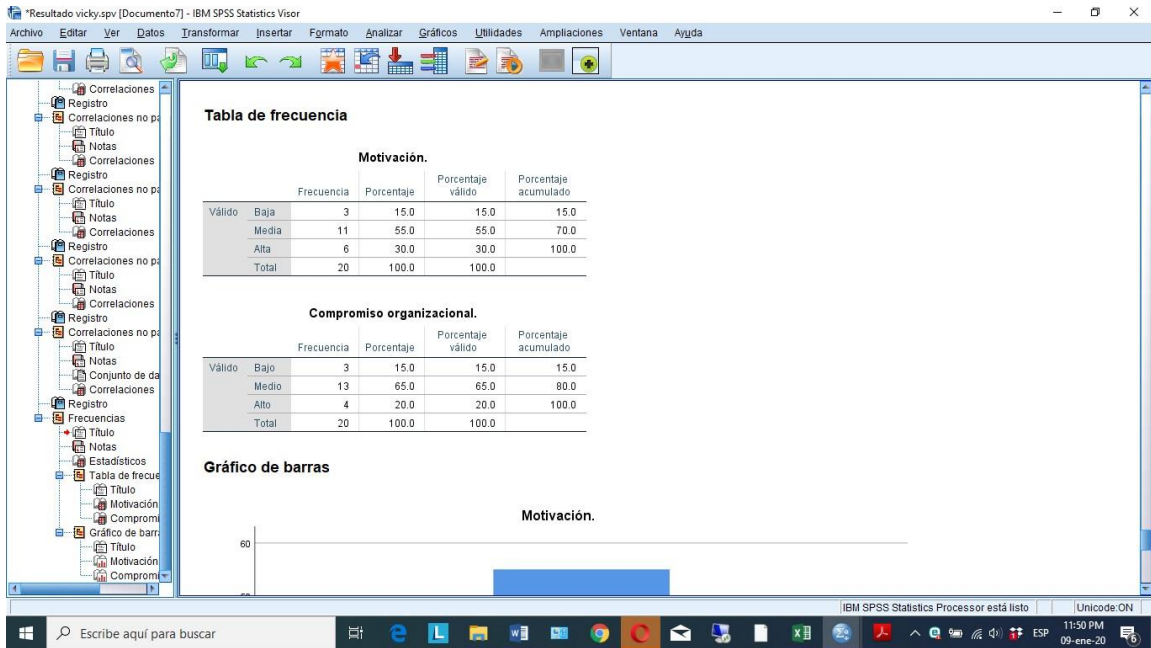 *Resultado vicky.spv [Documento7] - IBM SPSS Statistics Visor
Archivo Editar Ver Datos Transformar Insertar Formato Analizar Gráficos Utilidades Ampliaciones Ventana Ayuda
Correlaciones
Registro
Correlaciones no pa
Título
Notas
Correlaciones
Registro
Correlaciones no pa
Título
Notas
Correlaciones
Registro
Correlaciones no pa
Título
Notas
Correlaciones
Registro
Correlaciones no pa
Título
Notas
Conjunto de da
Correlaciones
Registro
Frecuencias
Título
Notas
Estadísticos
Tabla de frecue
Título
Motivación
Compromi
Gráfico de barra
Título
Motivación
Compromi
Tabla de frecuencia
Motivación.
Frecuencia Porcentaje Porcentaje válido Porcentaje acumulado
Válido Baja 3 15.0 15.0 15.0
Media 11 55.0 55.0 70.0
Alta 6 30.0 30.0 100.0
Total 20 100.0 100.0
Compromiso organizacional.
Frecuencia Porcentaje Porcentaje válido Porcentaje acumulado
Válido Bajo 3 15.0 15.0 15.0
Medio 13 65.0 65.0 80.0
Alto 4 20.0 20.0 100.0
Total 20 100.0 100.0
Gráfico de barras
Motivación.
60
IBM SPSS Statistics Processor está listo Unicode:ON
Escribe aquí para buscar
ESP
11:50 PM
09-ene-20